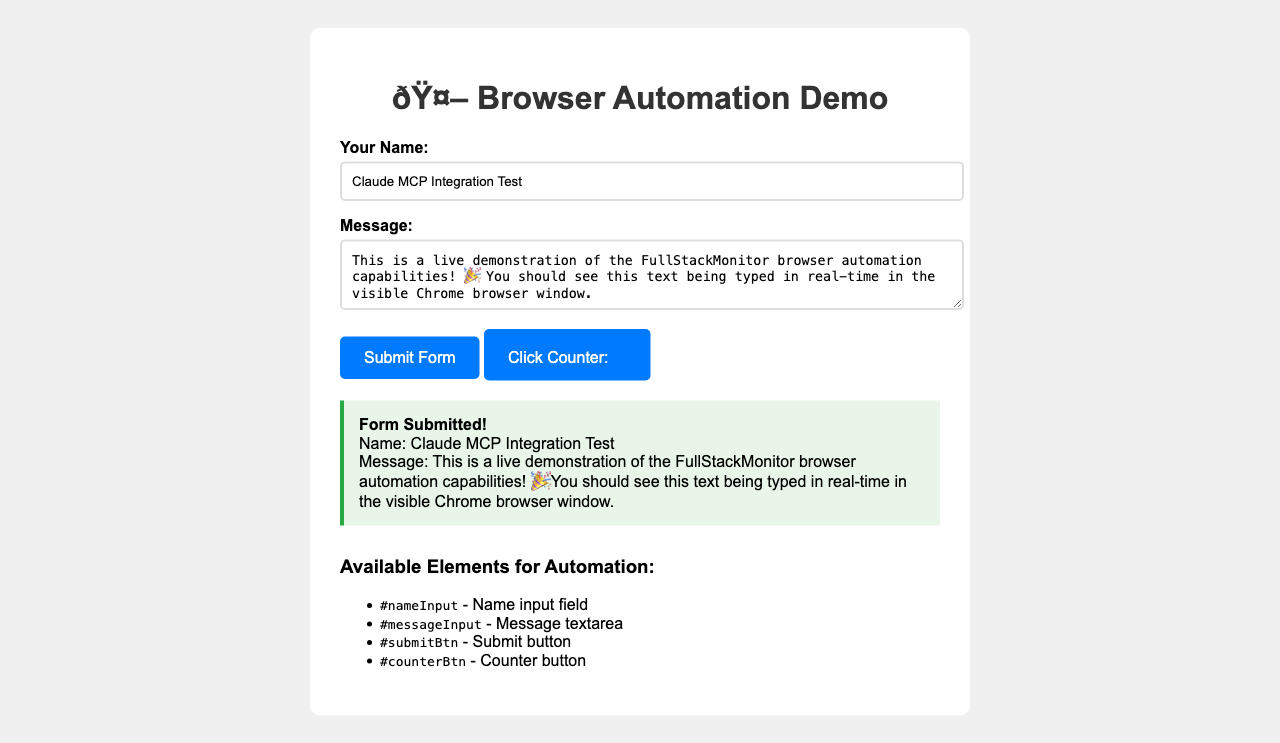 ðŸ¤– Browser Automation Demo
Your Name:
Claude MCP Integration Test
Message:
This is a live demonstration of the FullStackMonitor browser automation
capabilities! 🎉 You should see this text being typed in real-time in the
visible Chrome browser window.
Submit Form
Click Counter:
Form Submitted!
Name: Claude MCP Integration Test
Message: This is a live demonstration of the FullStackMonitor browser
automation capabilities! 🎉You should see this text being typed in real-time in
the visible Chrome browser window.
Available Elements for Automation:
• #nameInput - Name input field
• #messageInput - Message textarea
• #submitBtn - Submit button
• #counterBtn - Counter button